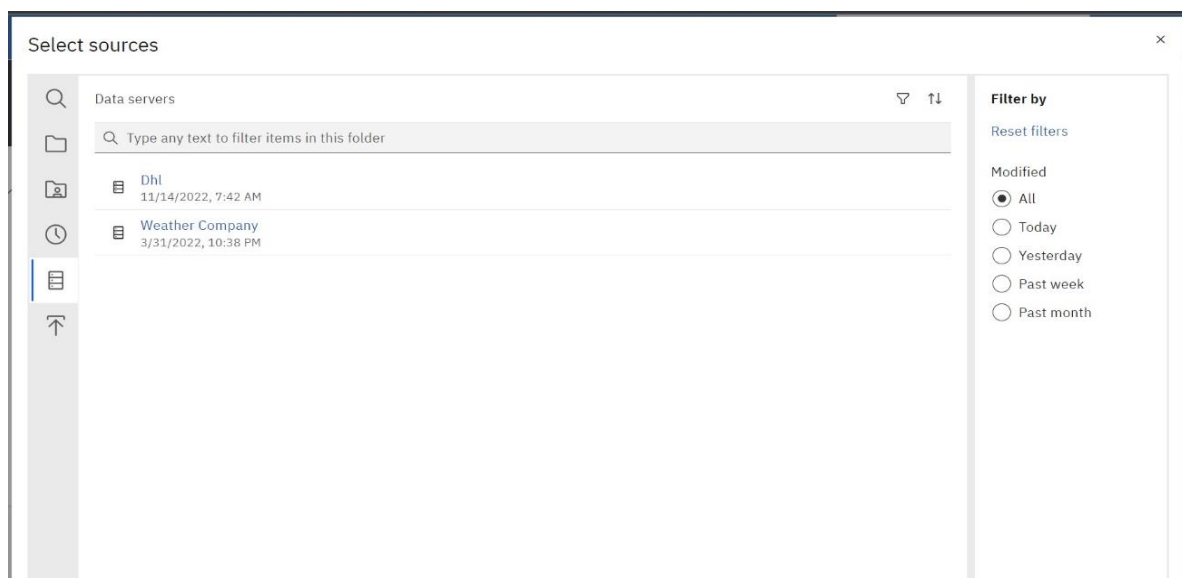 Select sources
Data servers
Type any text to filter items in this folder
Dhl
11/14/2022, 7:42 AM
Weather Company
3/31/2022, 10:38 PM
Filter by
Reset filters
Modified
All
Today
Yesterday
Past week
Past month